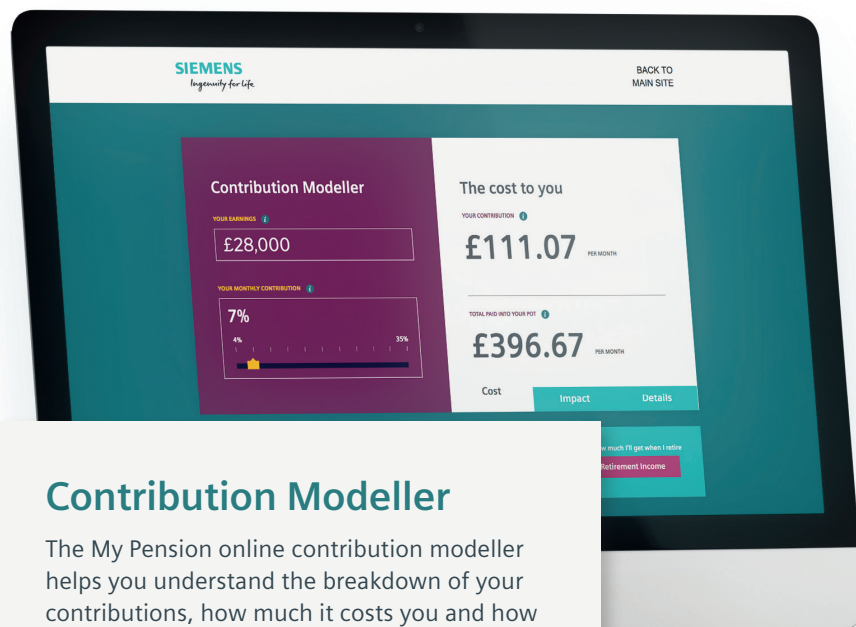 SIEMENS
Ingenuity for life
BACK TO
MAIN SITE
Contribution Modeller
YOUR EARNINGS i
£28,000
YOUR MONTHLY CONTRIBUTION i
7%
4% 35%
The cost to you
YOUR CONTRIBUTION i
£111.07 PER MONTH
TOTAL PAID INTO YOUR POT i
£396.67 PER MONTH
Cost Impact Details
much I'll get when I retire
Retirement Income
Contribution Modeller
The My Pension online contribution modeller
helps you understand the breakdown of your
contributions, how much it costs you and how